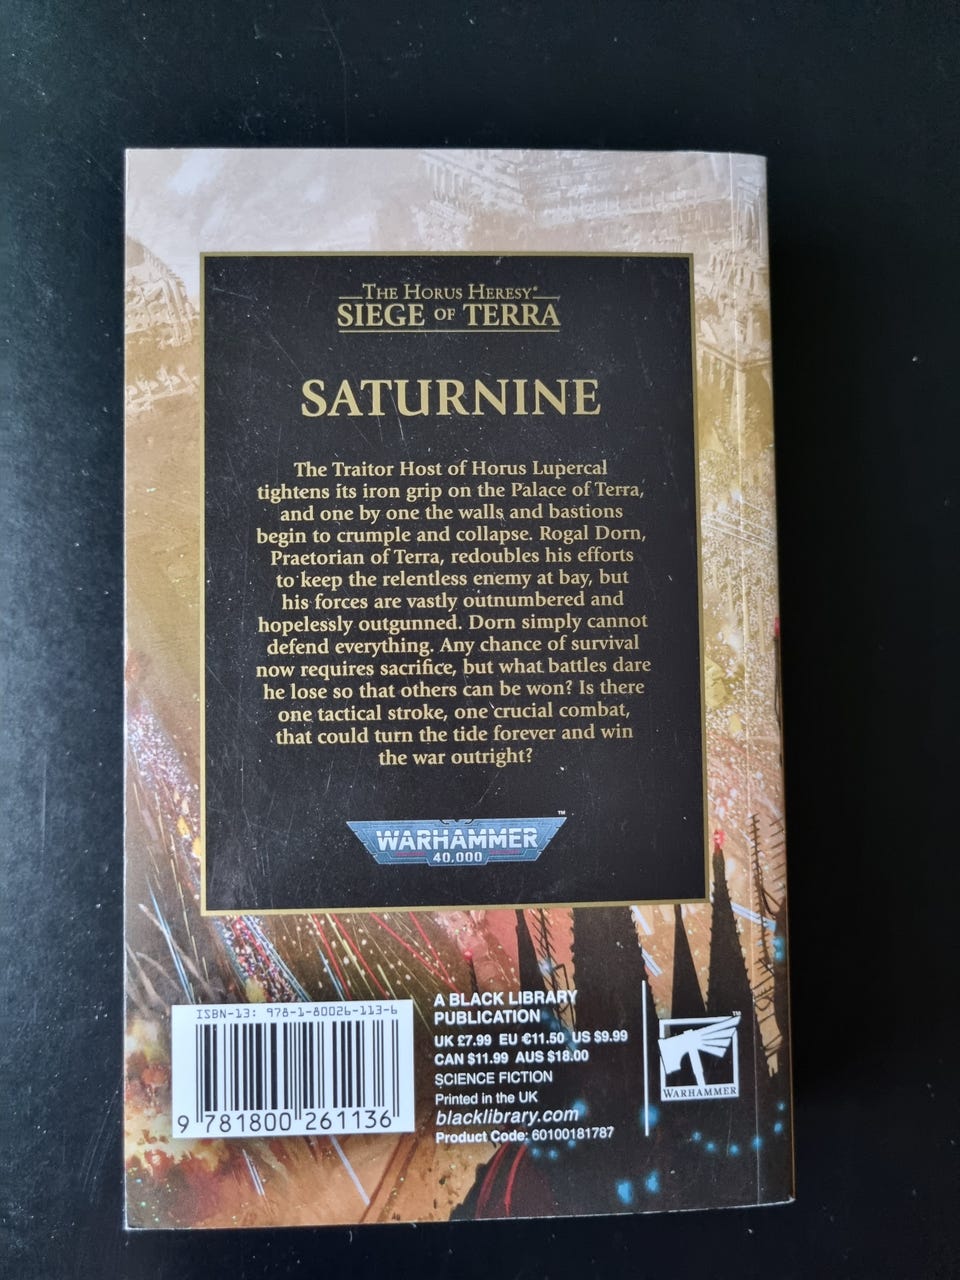 THE HORUS HERESY®
SIEGE OF TERRA
SATURNINE
The Traitor Host of Horus Lupercal
tightens its iron grip on the Palace of Terra,
and one by one the walls and bastions
begin to crumple and collapse. Rogal Dorn,
Praetorian of Terra, redoubles his efforts
to keep the relentless enemy at bay, but
his forces are vastly outnumbered and
hopelessly outgunned. Dorn simply cannot
defend everything. Any chance of survival
now requires sacrifice, but what battles dare
he lose so that others can be won? Is there
one tactical stroke, one crucial combat,
that could turn the tide forever and win
the war outright?
WARHAMMER™
40,000
ISBN-13: 978-1-80026-113-6
9 781800 261136
A BLACK LIBRARY
PUBLICATION
UK £7.99 EU €11.50 US $9.99
CAN $11.99 AUS $18.00
SCIENCE FICTION
Printed in the UK
blacklibrary.com
Product Code: 60100181787
™
WARHAMMER